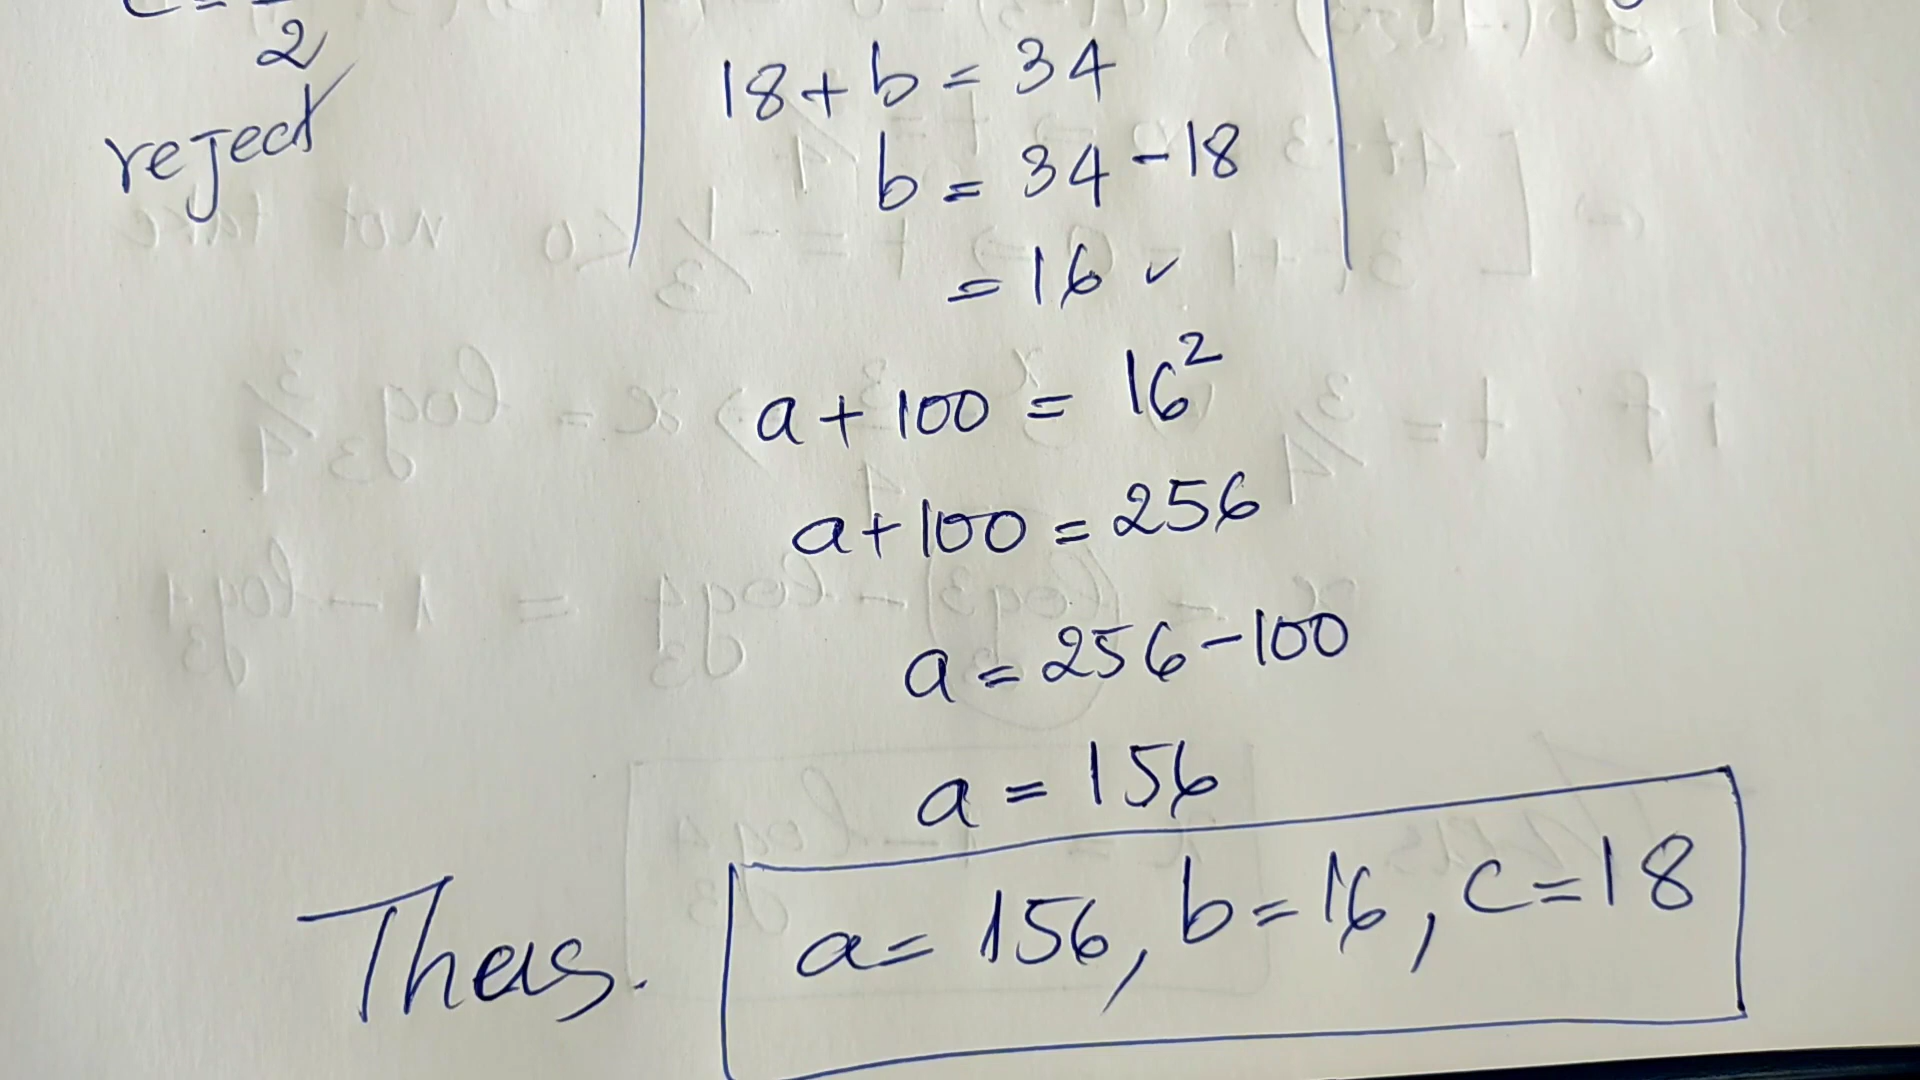 2
reject
18+b=34
b=34-18
=16 ✓
a+100=16²
a+100=256
a=256-100
a=156
Thus. a=156, b=16, c=18